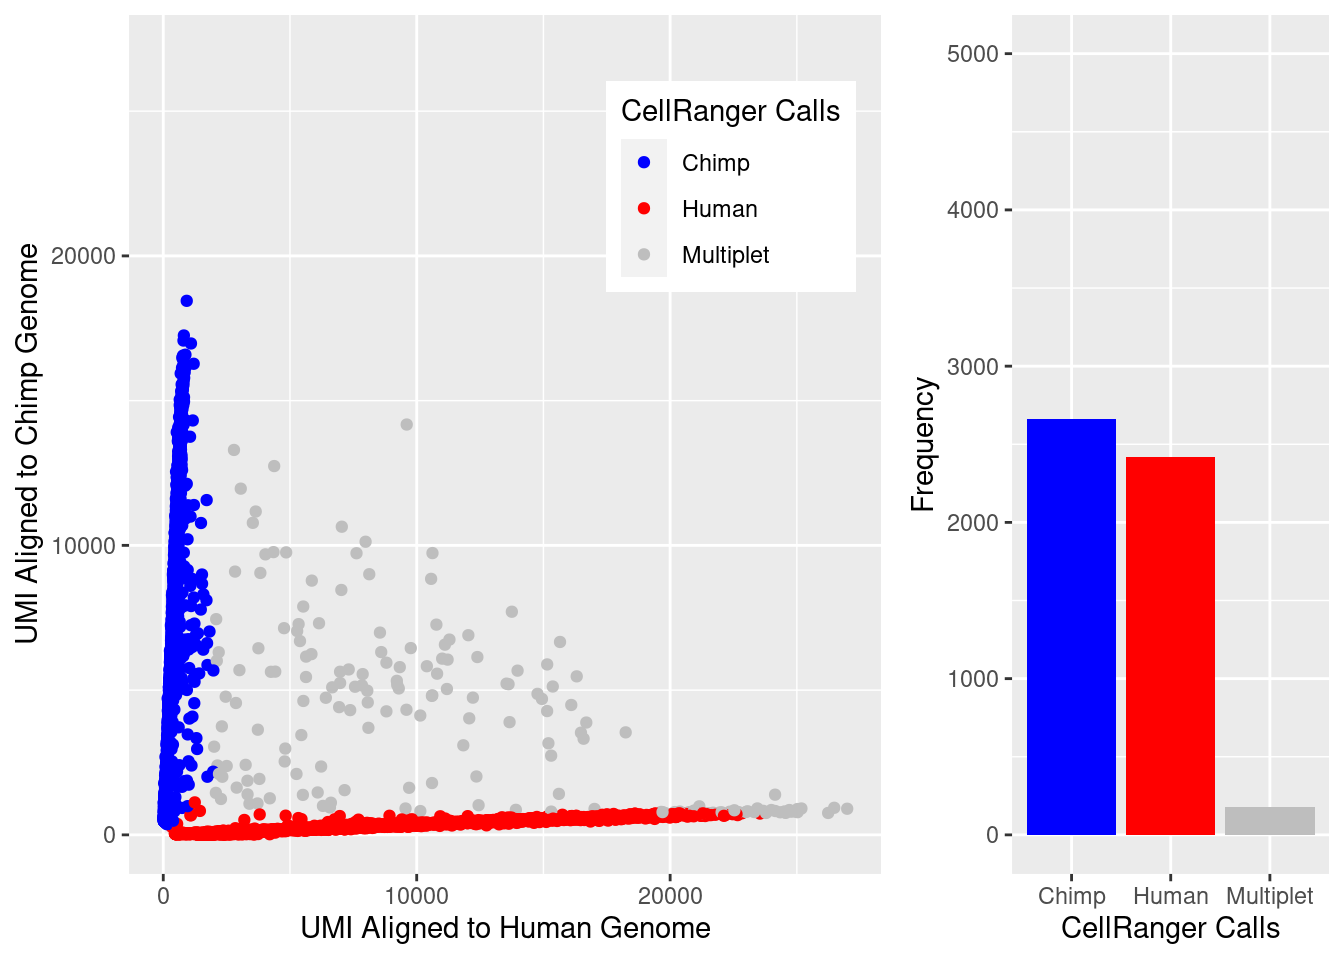 UMI Aligned to Chimp Genome
20000
10000
0
0
10000
20000
UMI Aligned to Human Genome
CellRanger Calls
Chimp
Human
Multiplet
Frequency
5000
4000
3000
2000
1000
0
Chimp
Human
Multiplet
CellRanger Calls